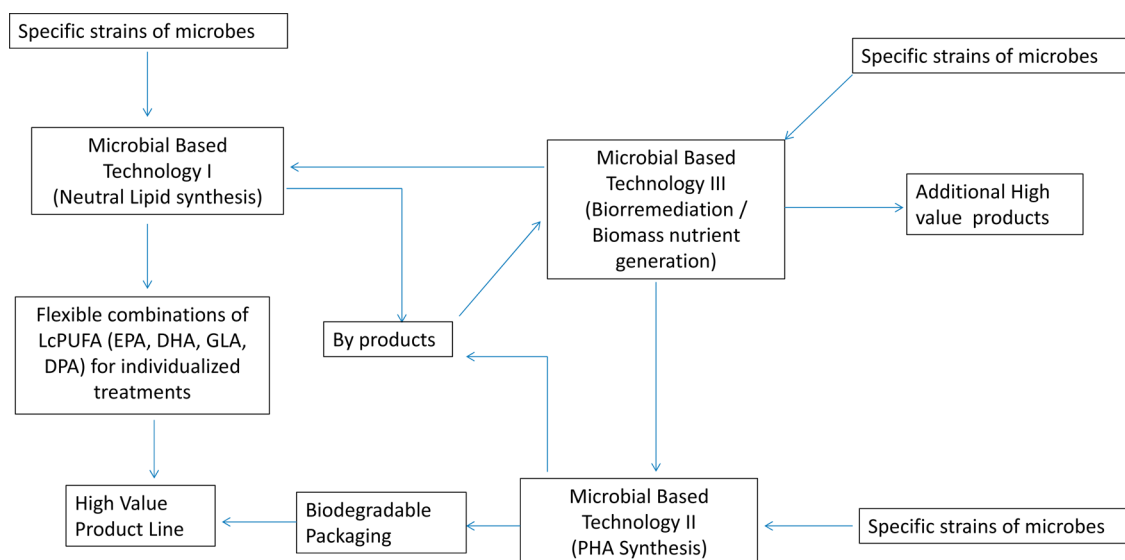 Specific strains of microbes
Specific strains of microbes
Microbial Based
Technology I
(Neutral Lipid synthesis)
Microbial Based
Technology III
(Biorremediation /
Biomass nutrient
generation)
Additional High
value products
Flexible combinations of
LcPUFA (EPA, DHA, GLA,
DPA) for individualized
treatments
By products
High Value
Product Line
Biodegradable
Packaging
Microbial Based
Technology II
(PHA Synthesis)
Specific strains of microbes